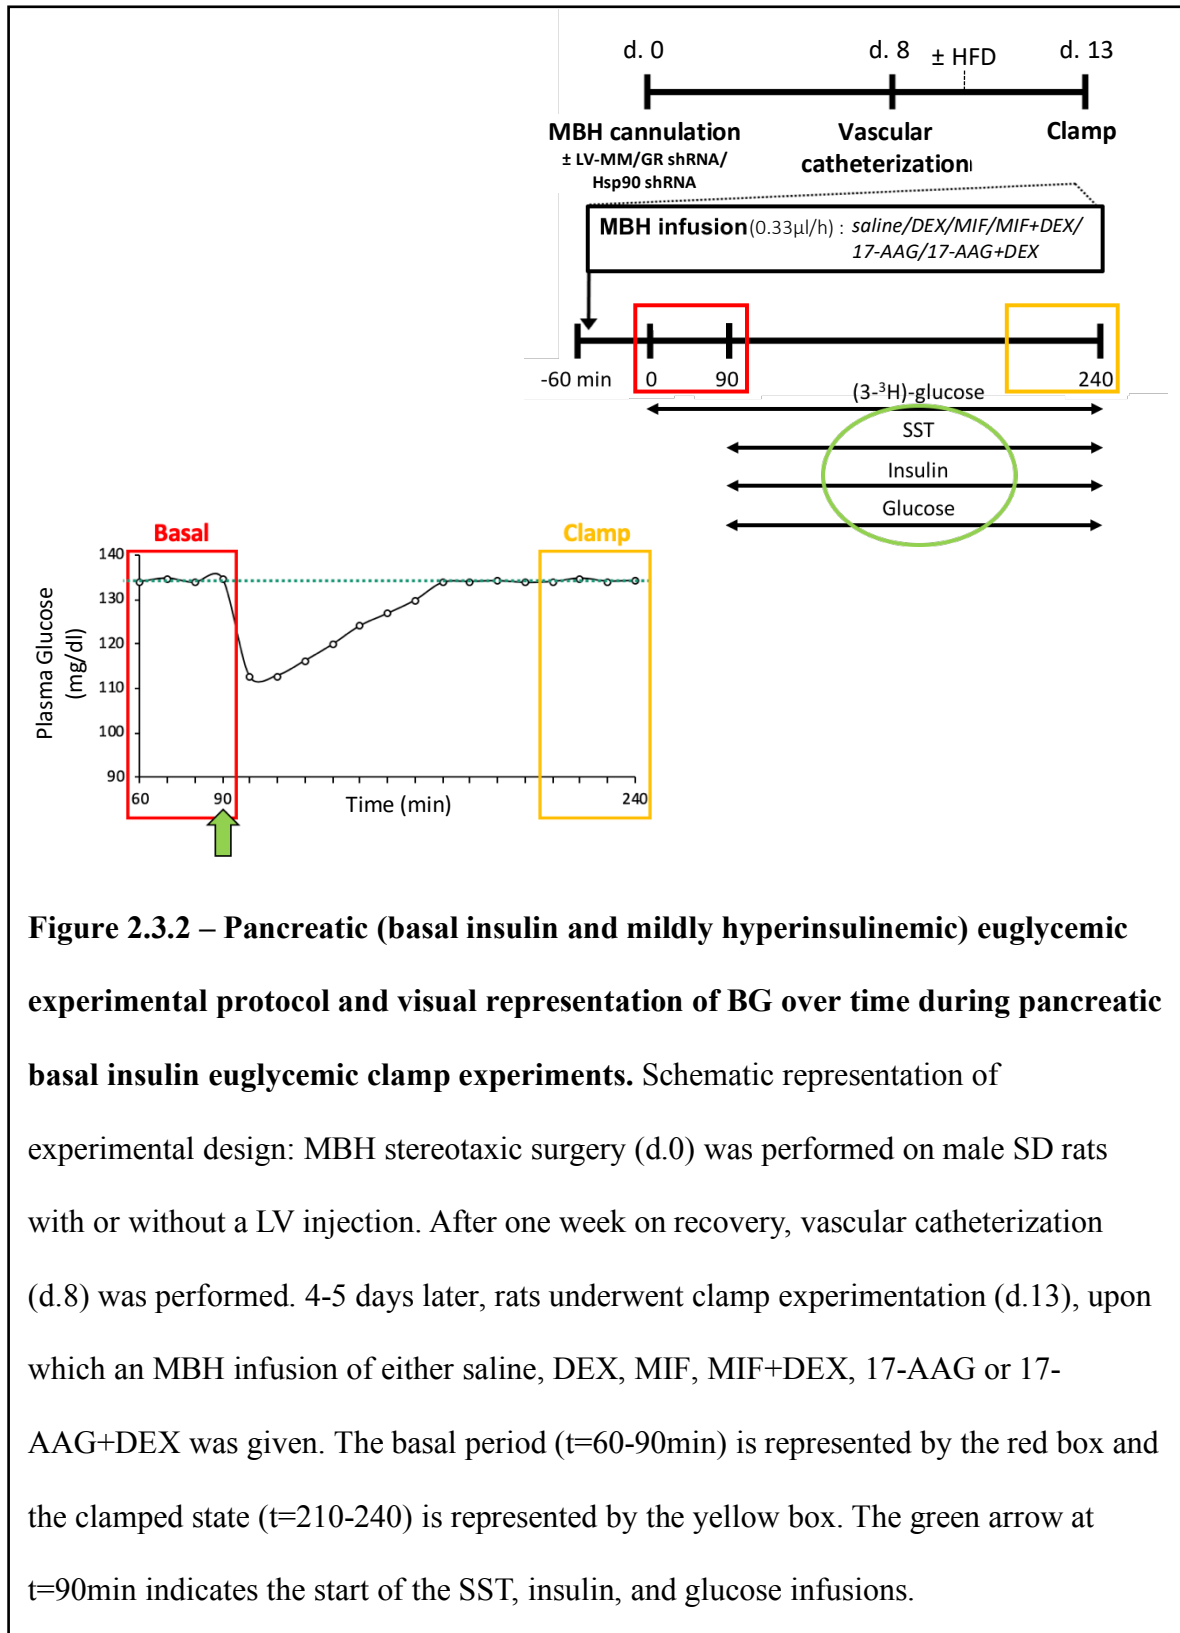 d. 0
d. 8
± HFD
d. 13
MBH cannulation
± LV-MM/GR shRNA/
Hsp90 shRNA
Vascular
catheterization
Clamp
MBH infusion(0.33µl/h) : saline/DEX/MIF/MIF+DEX/
17-AAG/17-AAG+DEX
-60 min
0
90
240
(3-³H)-glucose
SST
Insulin
Glucose
Basal
Clamp
140
130
120
110
100
90
Plasma Glucose
(mg/dl)
60
90
Time (min)
240
Figure 2.3.2 – Pancreatic (basal insulin and mildly hyperinsulinemic) euglycemic
experimental protocol and visual representation of BG over time during pancreatic
basal insulin euglycemic clamp experiments. Schematic representation of
experimental design: MBH stereotaxic surgery (d.0) was performed on male SD rats
with or without a LV injection. After one week on recovery, vascular catheterization
(d.8) was performed. 4-5 days later, rats underwent clamp experimentation (d.13), upon
which an MBH infusion of either saline, DEX, MIF, MIF+DEX, 17-AAG or 17-
AAG+DEX was given. The basal period (t=60-90min) is represented by the red box and
the clamped state (t=210-240) is represented by the yellow box. The green arrow at
t=90min indicates the start of the SST, insulin, and glucose infusions.